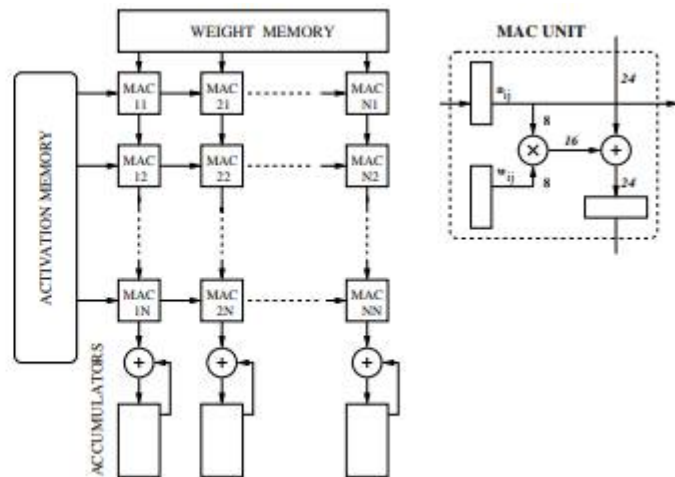 WEIGHT MEMORY
MAC UNIT
ACTIVATION MEMORY
MAC
11
MAC
21
MAC
N1
MAC
12
MAC
22
MAC
N2
MAC
1N
MAC
2N
MAC
NN
+
+
+
ACCUMULATORS
a ij
24
8
×
16
+
w ij
8
24